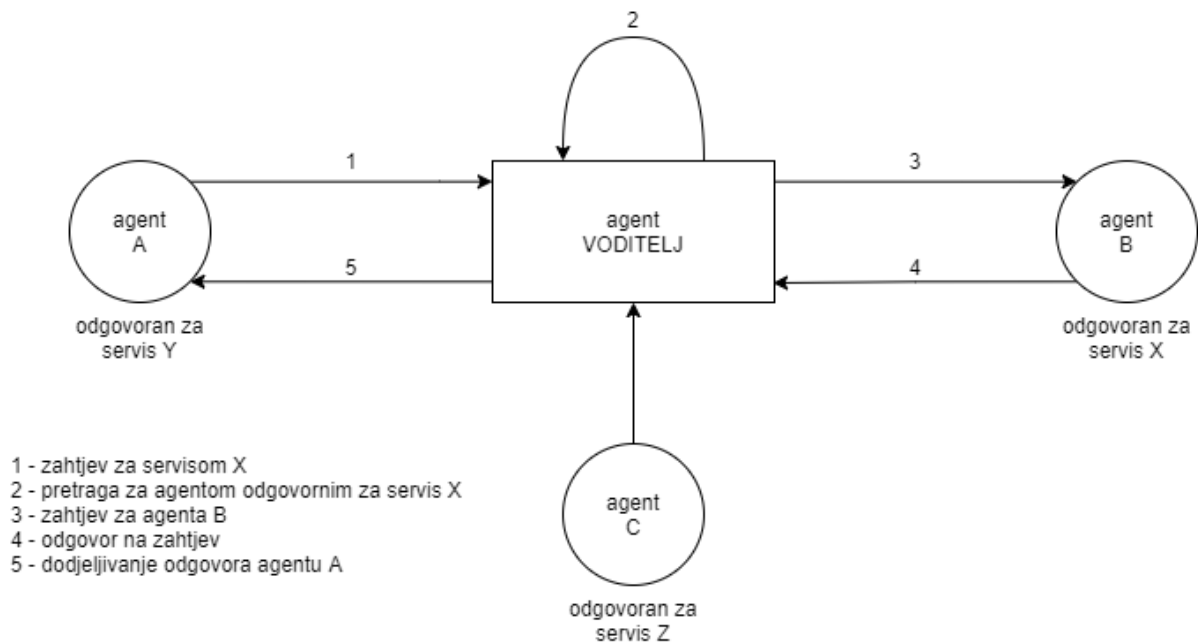 2
1
3
agent
A
agent
VODITELJ
agent
B
5
4
odgovoran za
servis Y
odgovoran za
servis X
1 - zahtjev za servisom X
2 - pretraga za agentom odgovornim za servis X
3 - zahtjev za agenta B
4 - odgovor na zahtjev
5 - dodjeljivanje odgovora agentu A
agent
C
odgovoran za
servis Z